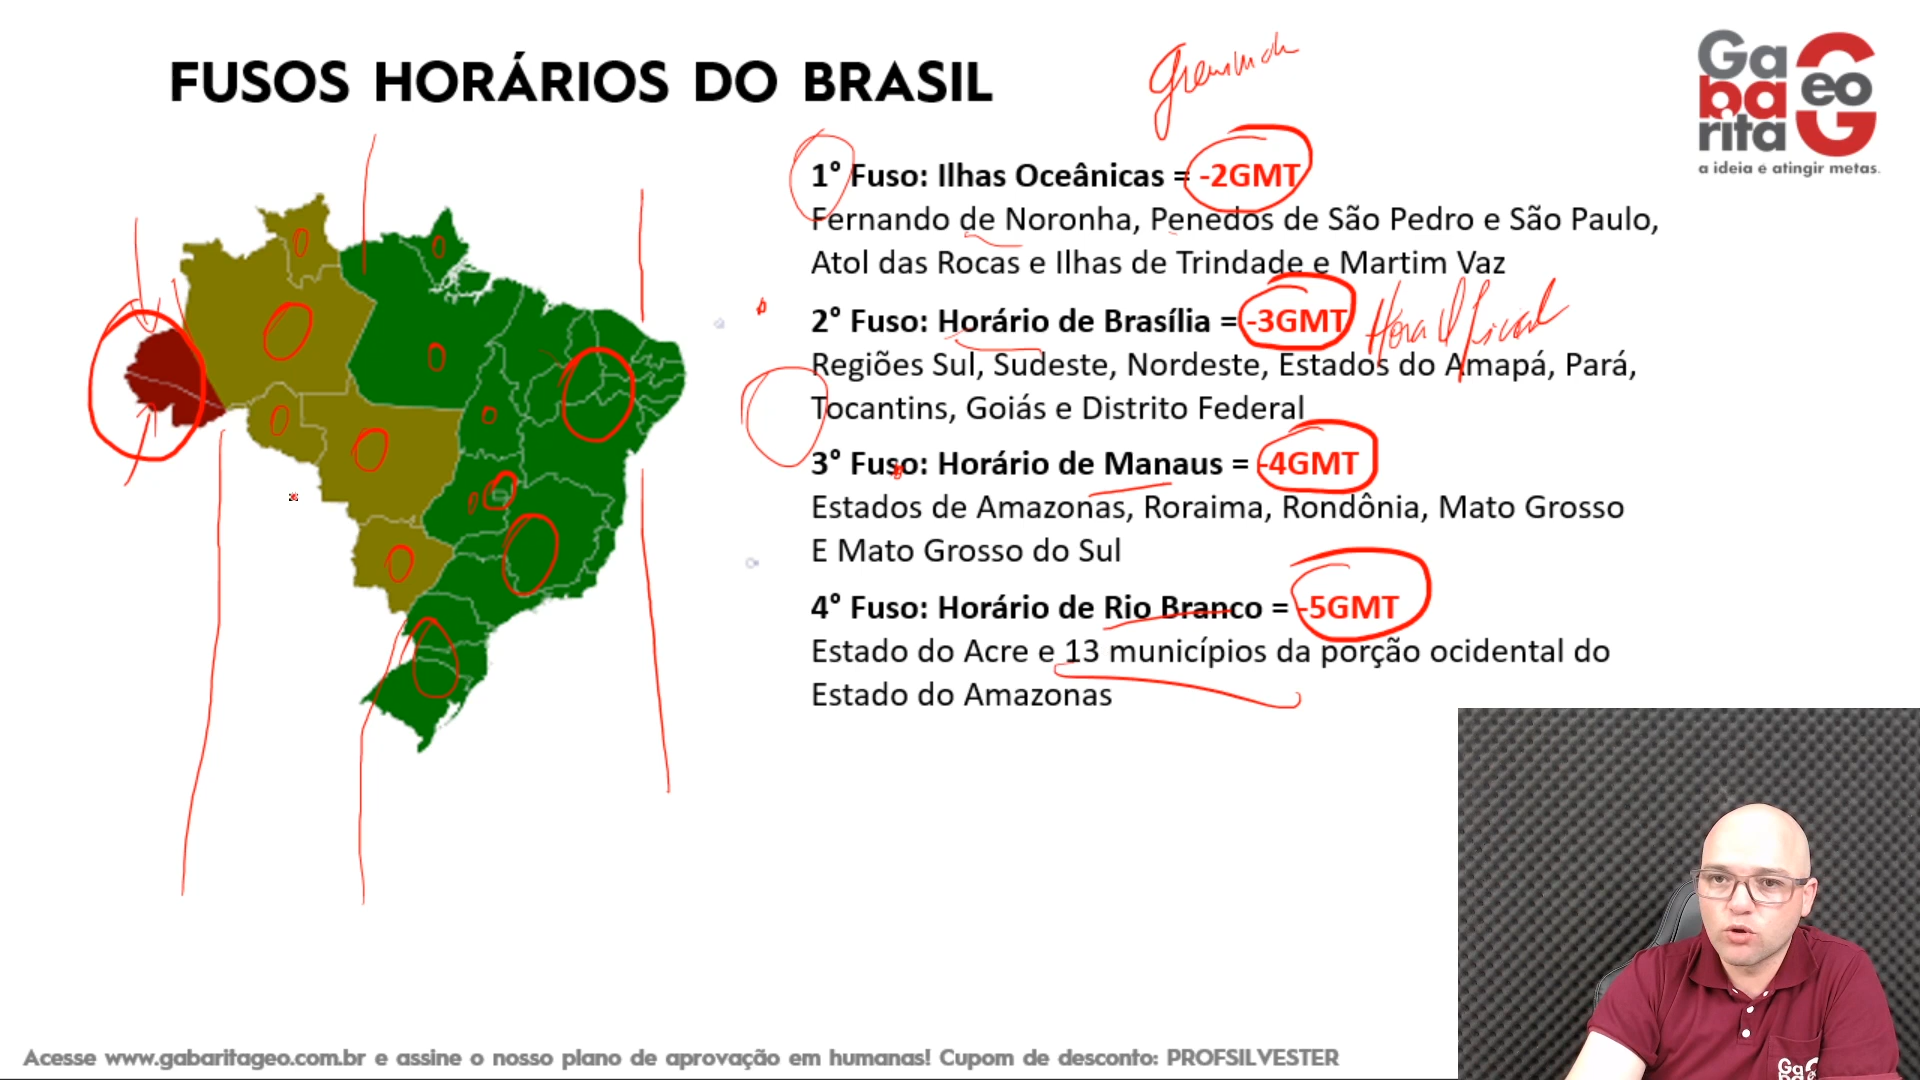 FUSOS HORÁRIOS DO BRASIL
Ga
ba
rita
Geo
G
a ideia é atingir metas.
1° Fuso: Ilhas Oceânicas = -2GMT
Fernando de Noronha, Penedos de São Pedro e São Paulo,
Atol das Rocas e Ilhas de Trindade e Martim Vaz
2° Fuso: Horário de Brasília = -3GMT
Hora Oficial
Regiões Sul, Sudeste, Nordeste, Estados do Amapá, Pará,
Tocantins, Goiás e Distrito Federal
3° Fuso: Horário de Manaus = -4GMT
Estados de Amazonas, Roraima, Rondônia, Mato Grosso
E Mato Grosso do Sul
4° Fuso: Horário de Rio Branco = -5GMT
Estado do Acre e 13 municípios da porção ocidental do
Estado do Amazonas
Acesse www.gabaritageo.com.br e assine o nosso plano de aprovação em humanas! Cupom de desconto: PROFSILVESTER